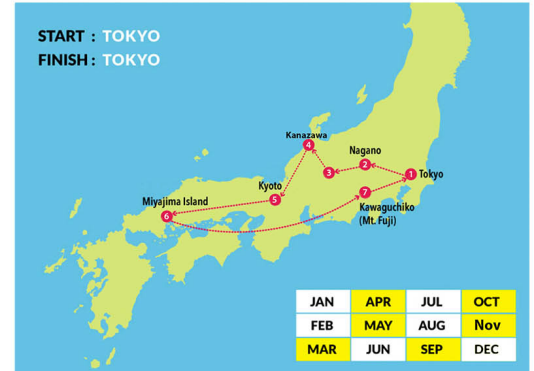 START : TOKYO
FINISH : TOKYO
Kanazawa
4
Nagano
2
3
1 Tokyo
Kyoto
5
7
Kawaguchiko
(Mt. Fuji)
Miyajima Island
6
JAN APR JUL OCT
FEB MAY AUG Nov
MAR JUN SEP DEC